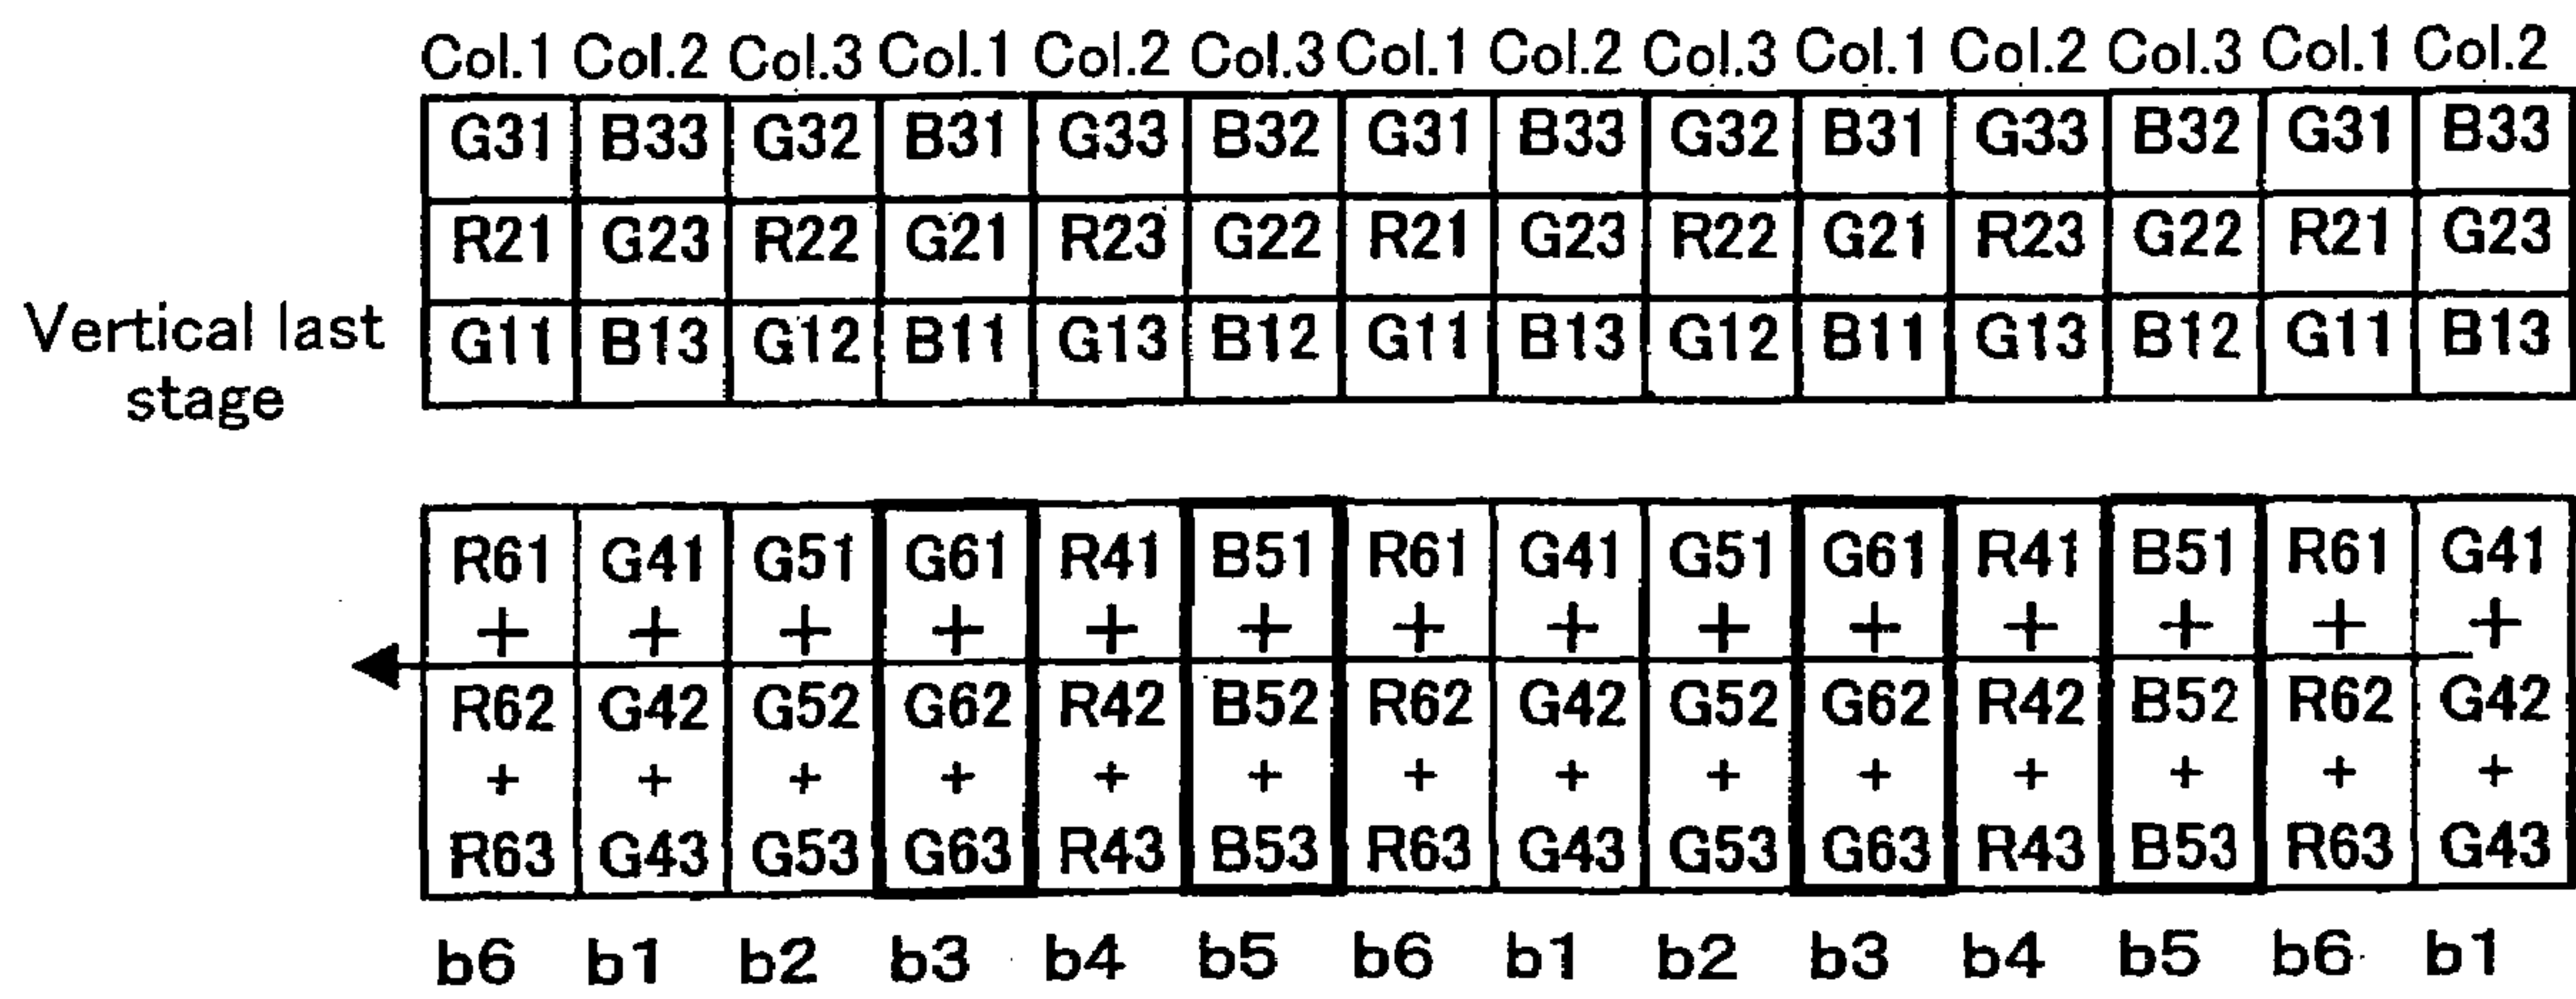 Col.1 Col.2 Col.3 Col.1 Col.2 Col.3 Col.1 Col.2 Col.3 Col.1 Col.2 Col.3 Col.1 Col.2
G31 B33 G32 B31 G33 B32 G31 B33 G32 B31 G33 B32 G31 B33
R21 G23 R22 G21 R23 G22 R21 G23 R22 G21 R23 G22 R21 G23
Vertical last
stage
G11 B13 G12 B11 G13 B12 G11 B13 G12 B11 G13 B12 G11 B13
R61 G41 G51 G61 R41 B51 R61 G41 G51 G61 R41 B51 R61 G41
+ + + + + + + + + + + + + +
R62 G42 G52 G62 R42 B52 R62 G42 G52 G62 R42 B52 R62 G42
+ + + + + + + + + + + + + +
R63 G43 G53 G63 R43 B53 R63 G43 G53 G63 R43 B53 R63 G43
b6 b1 b2 b3 b4 b5 b6 b1 b2 b3 b4 b5 b6 b1